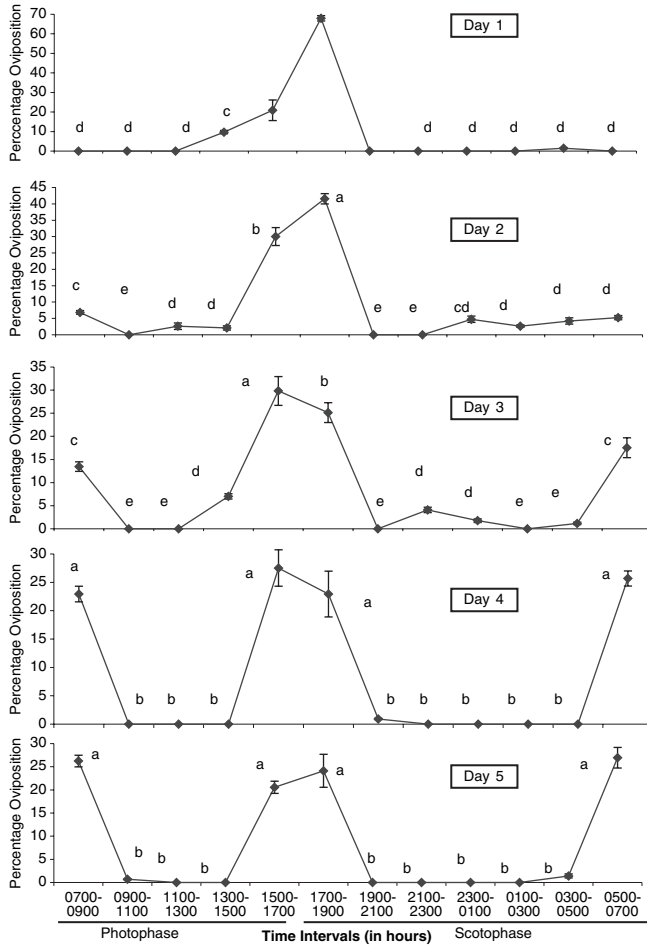 Perccentage Oviposition
70
60
50
40
30
20
10
0
Day 1
d d d c d d d d d
Percentage Oviposition
45
40
35
30
25
20
15
10
5
0
Day 2
c e d d b a e e cd d d d
Percentage Oviposition
35
30
25
20
15
10
5
0
Day 3
c e e d a b e d d e e c
Percentage Oviposition
30
25
20
15
10
5
0
Day 4
a b b b a a b b b b b a
Percentage Oviposition
30
25
20
15
10
5
0
Day 5
a b b b a a b b b b b a
0700- 0900- 1100- 1300- 1500- 1700- 1900- 2100- 2300- 0100- 0300- 0500-
0900 1100 1300 1500 1700 1900 2100 2300 0100 0300 0500 0700
Photophase Time Intervals (in hours) Scotophase